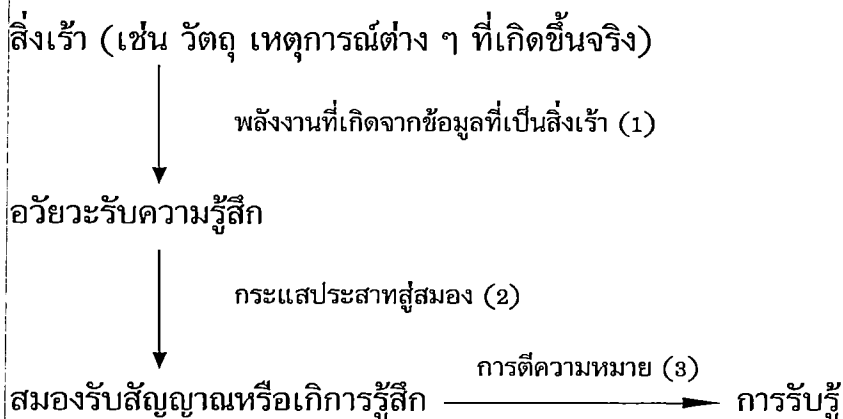 สิ่งเร้า (เช่น วัตถุ เหตุการณ์ต่าง ๆ ที่เกิดขึ้นจริง)
พลังงานที่เกิดจากข้อมูลที่เป็นสิ่งเร้า (1)
อวัยวะรับความรู้สึก
กระแสประสาทสู่สมอง (2)
การตีความหมาย (3)
สมองรับสัญญาณหรือเกิการรู้สึก การรับรู้